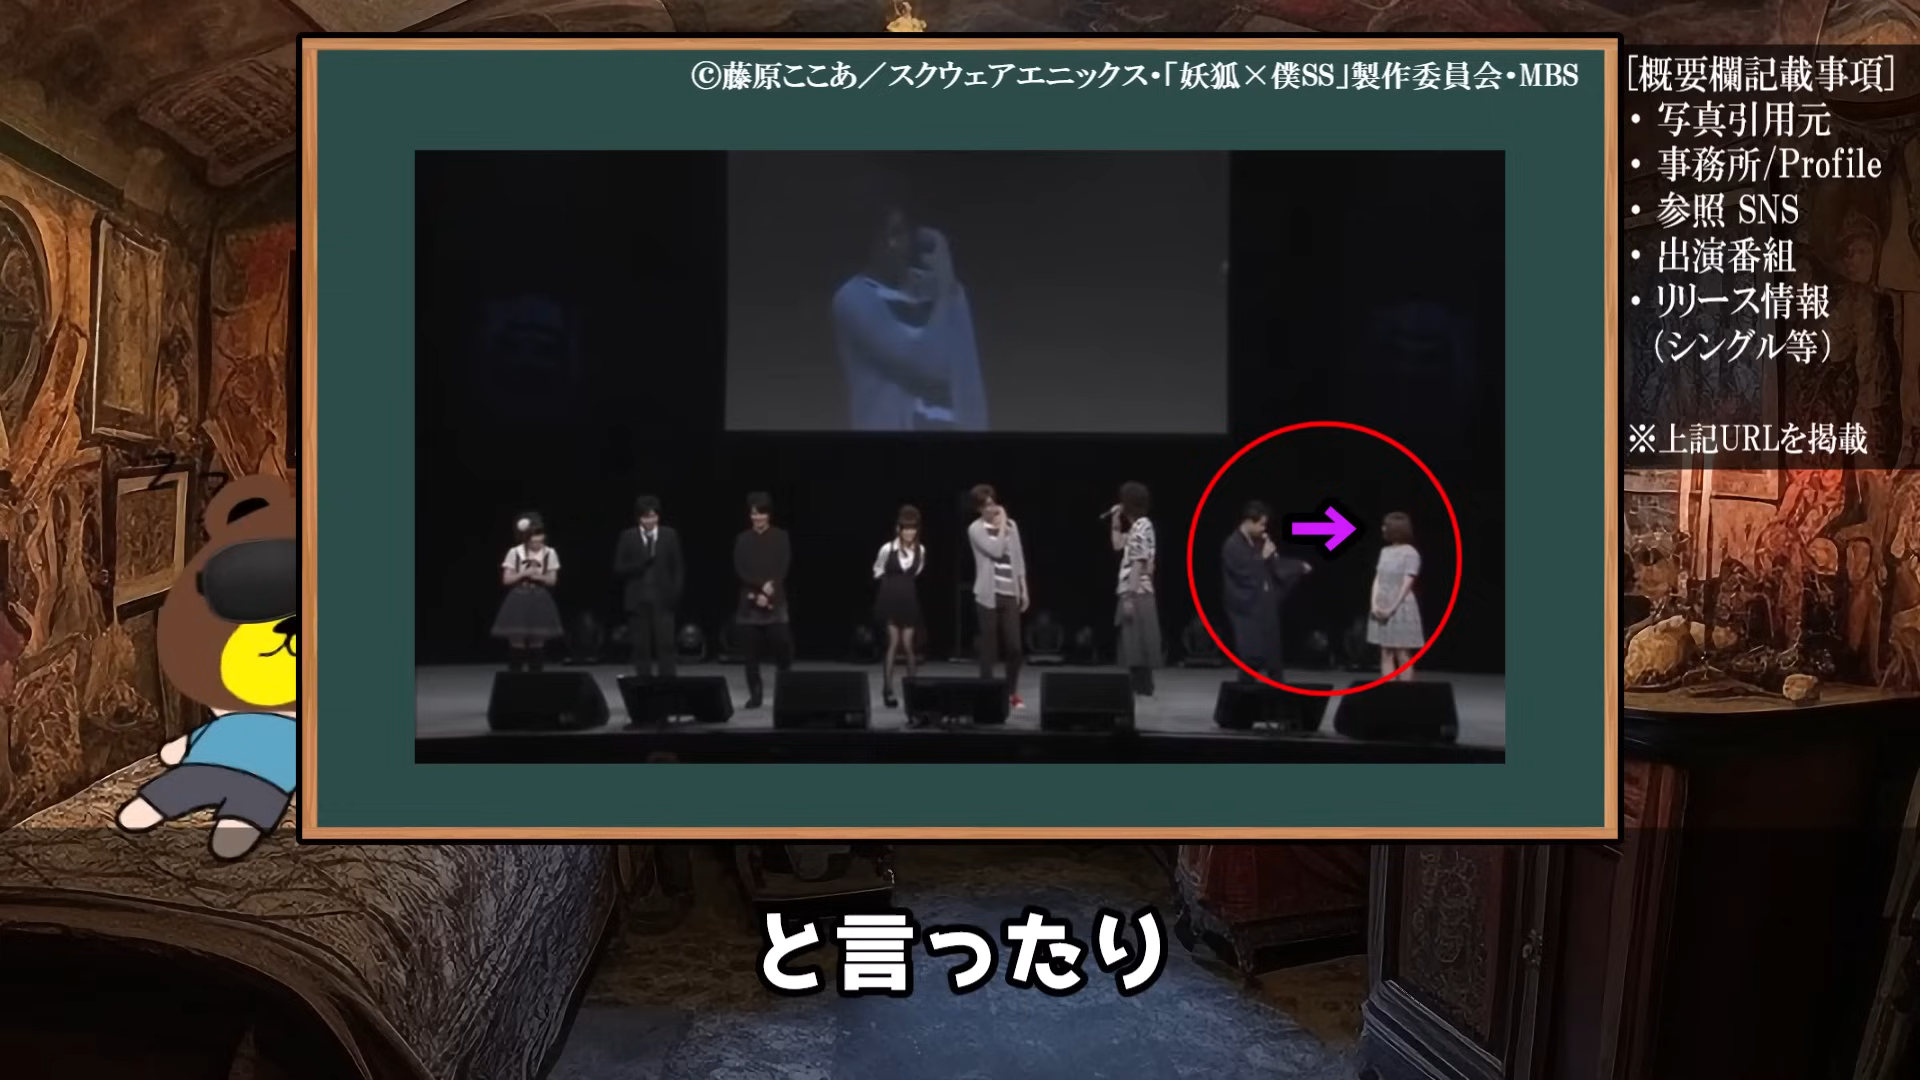 ©藤原ここあ／スクウェアエニックス・「妖狐×僕SS」製作委員会・MBS
[概要欄記載事項]
・写真引用元
・事務所/Profile
・参照 SNS
・出演番組
・リリース情報
（シングル等）
※上記URLを掲載
と言ったり